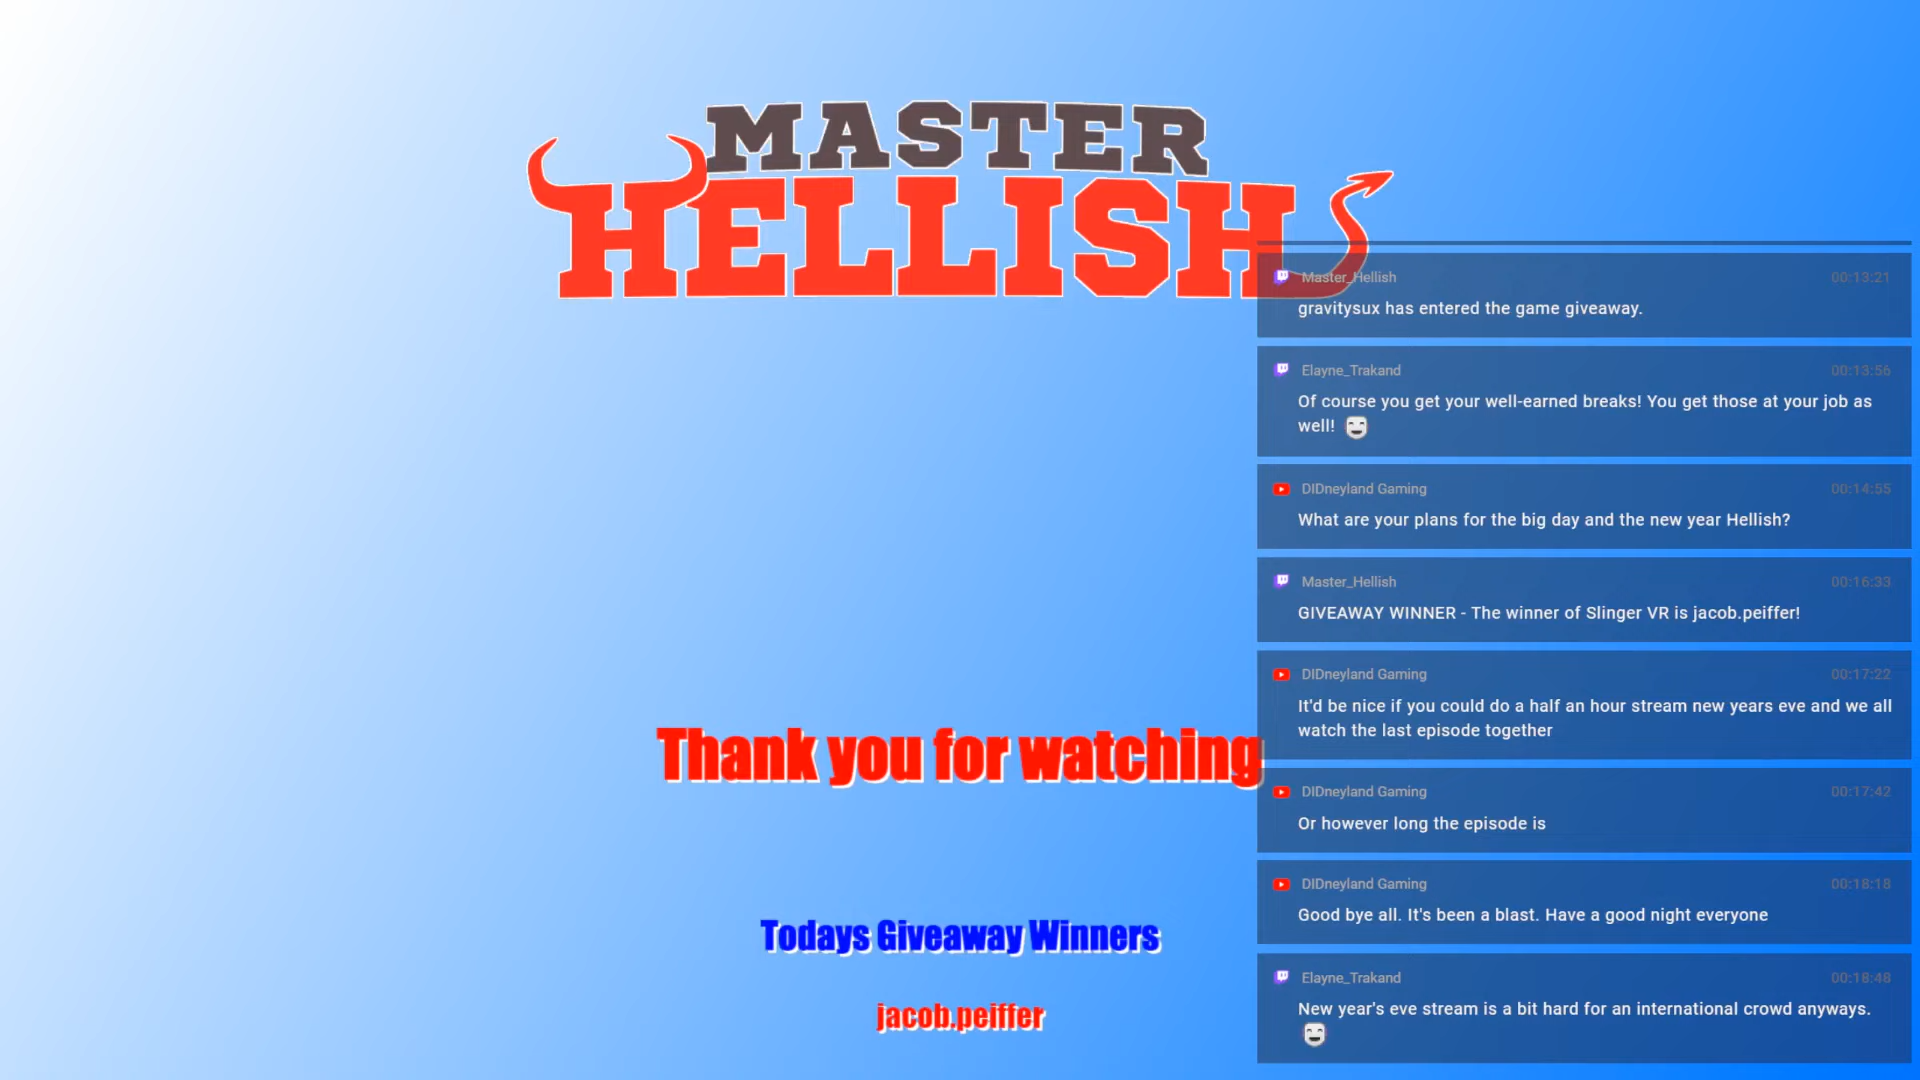 MASTER
HELLISH
Master_Hellish 00:13:21
gravitysux has entered the game giveaway.
Elayne_Trakand 00:13:56
Of course you get your well-earned breaks! You get those at your job as
well!
DIDneyland Gaming 00:14:55
What are your plans for the big day and the new year Hellish?
Master_Hellish 00:16:33
GIVEAWAY WINNER - The winner of Slinger VR is jacob.peiffer!
DIDneyland Gaming 00:17:22
It'd be nice if you could do a half an hour stream new years eve and we all
watch the last episode together
DIDneyland Gaming 00:17:42
Or however long the episode is
DIDneyland Gaming 00:18:18
Good bye all. It's been a blast. Have a good night everyone
Elayne_Trakand 00:18:48
New year's eve stream is a bit hard for an international crowd anyways.
Thank you for watching
Todays Giveaway Winners
jacob.peiffer